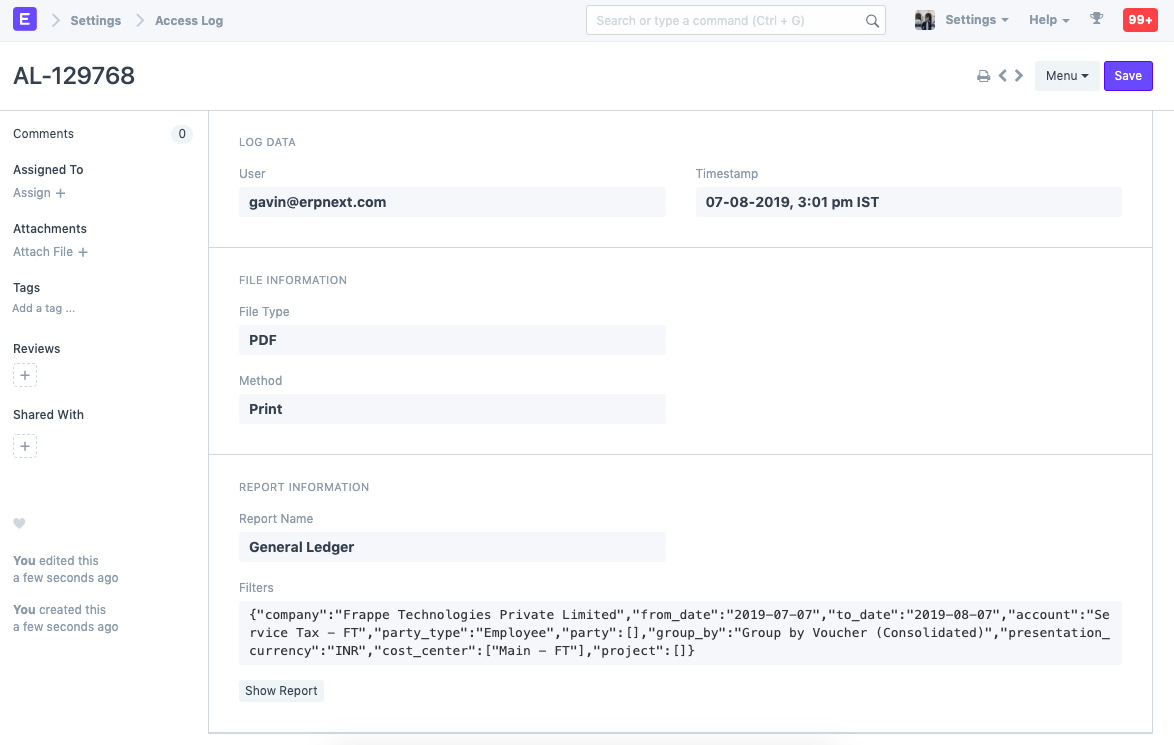 E Settings Access Log Search or type a command (Ctrl + G) Settings Help 99+
AL-129768 Menu Save
Comments 0
Assigned To
Assign +
Attachments
Attach File +
Tags
Add a tag ...
Reviews
+
Shared With
+
You edited this
a few seconds ago
You created this
a few seconds ago
LOG DATA
User Timestamp
gavin@erpnext.com 07-08-2019, 3:01 pm IST
FILE INFORMATION
File Type
PDF
Method
Print
REPORT INFORMATION
Report Name
General Ledger
Filters
{"company":"Frappe Technologies Private Limited","from_date":"2019-07-07","to_date":"2019-08-07","account":"Se
rvice Tax – FT","party_type":"Employee","party":[],"group_by":"Group by Voucher (Consolidated)","presentation_
currency":"INR","cost_center":["Main – FT"],"project":[]}
Show Report